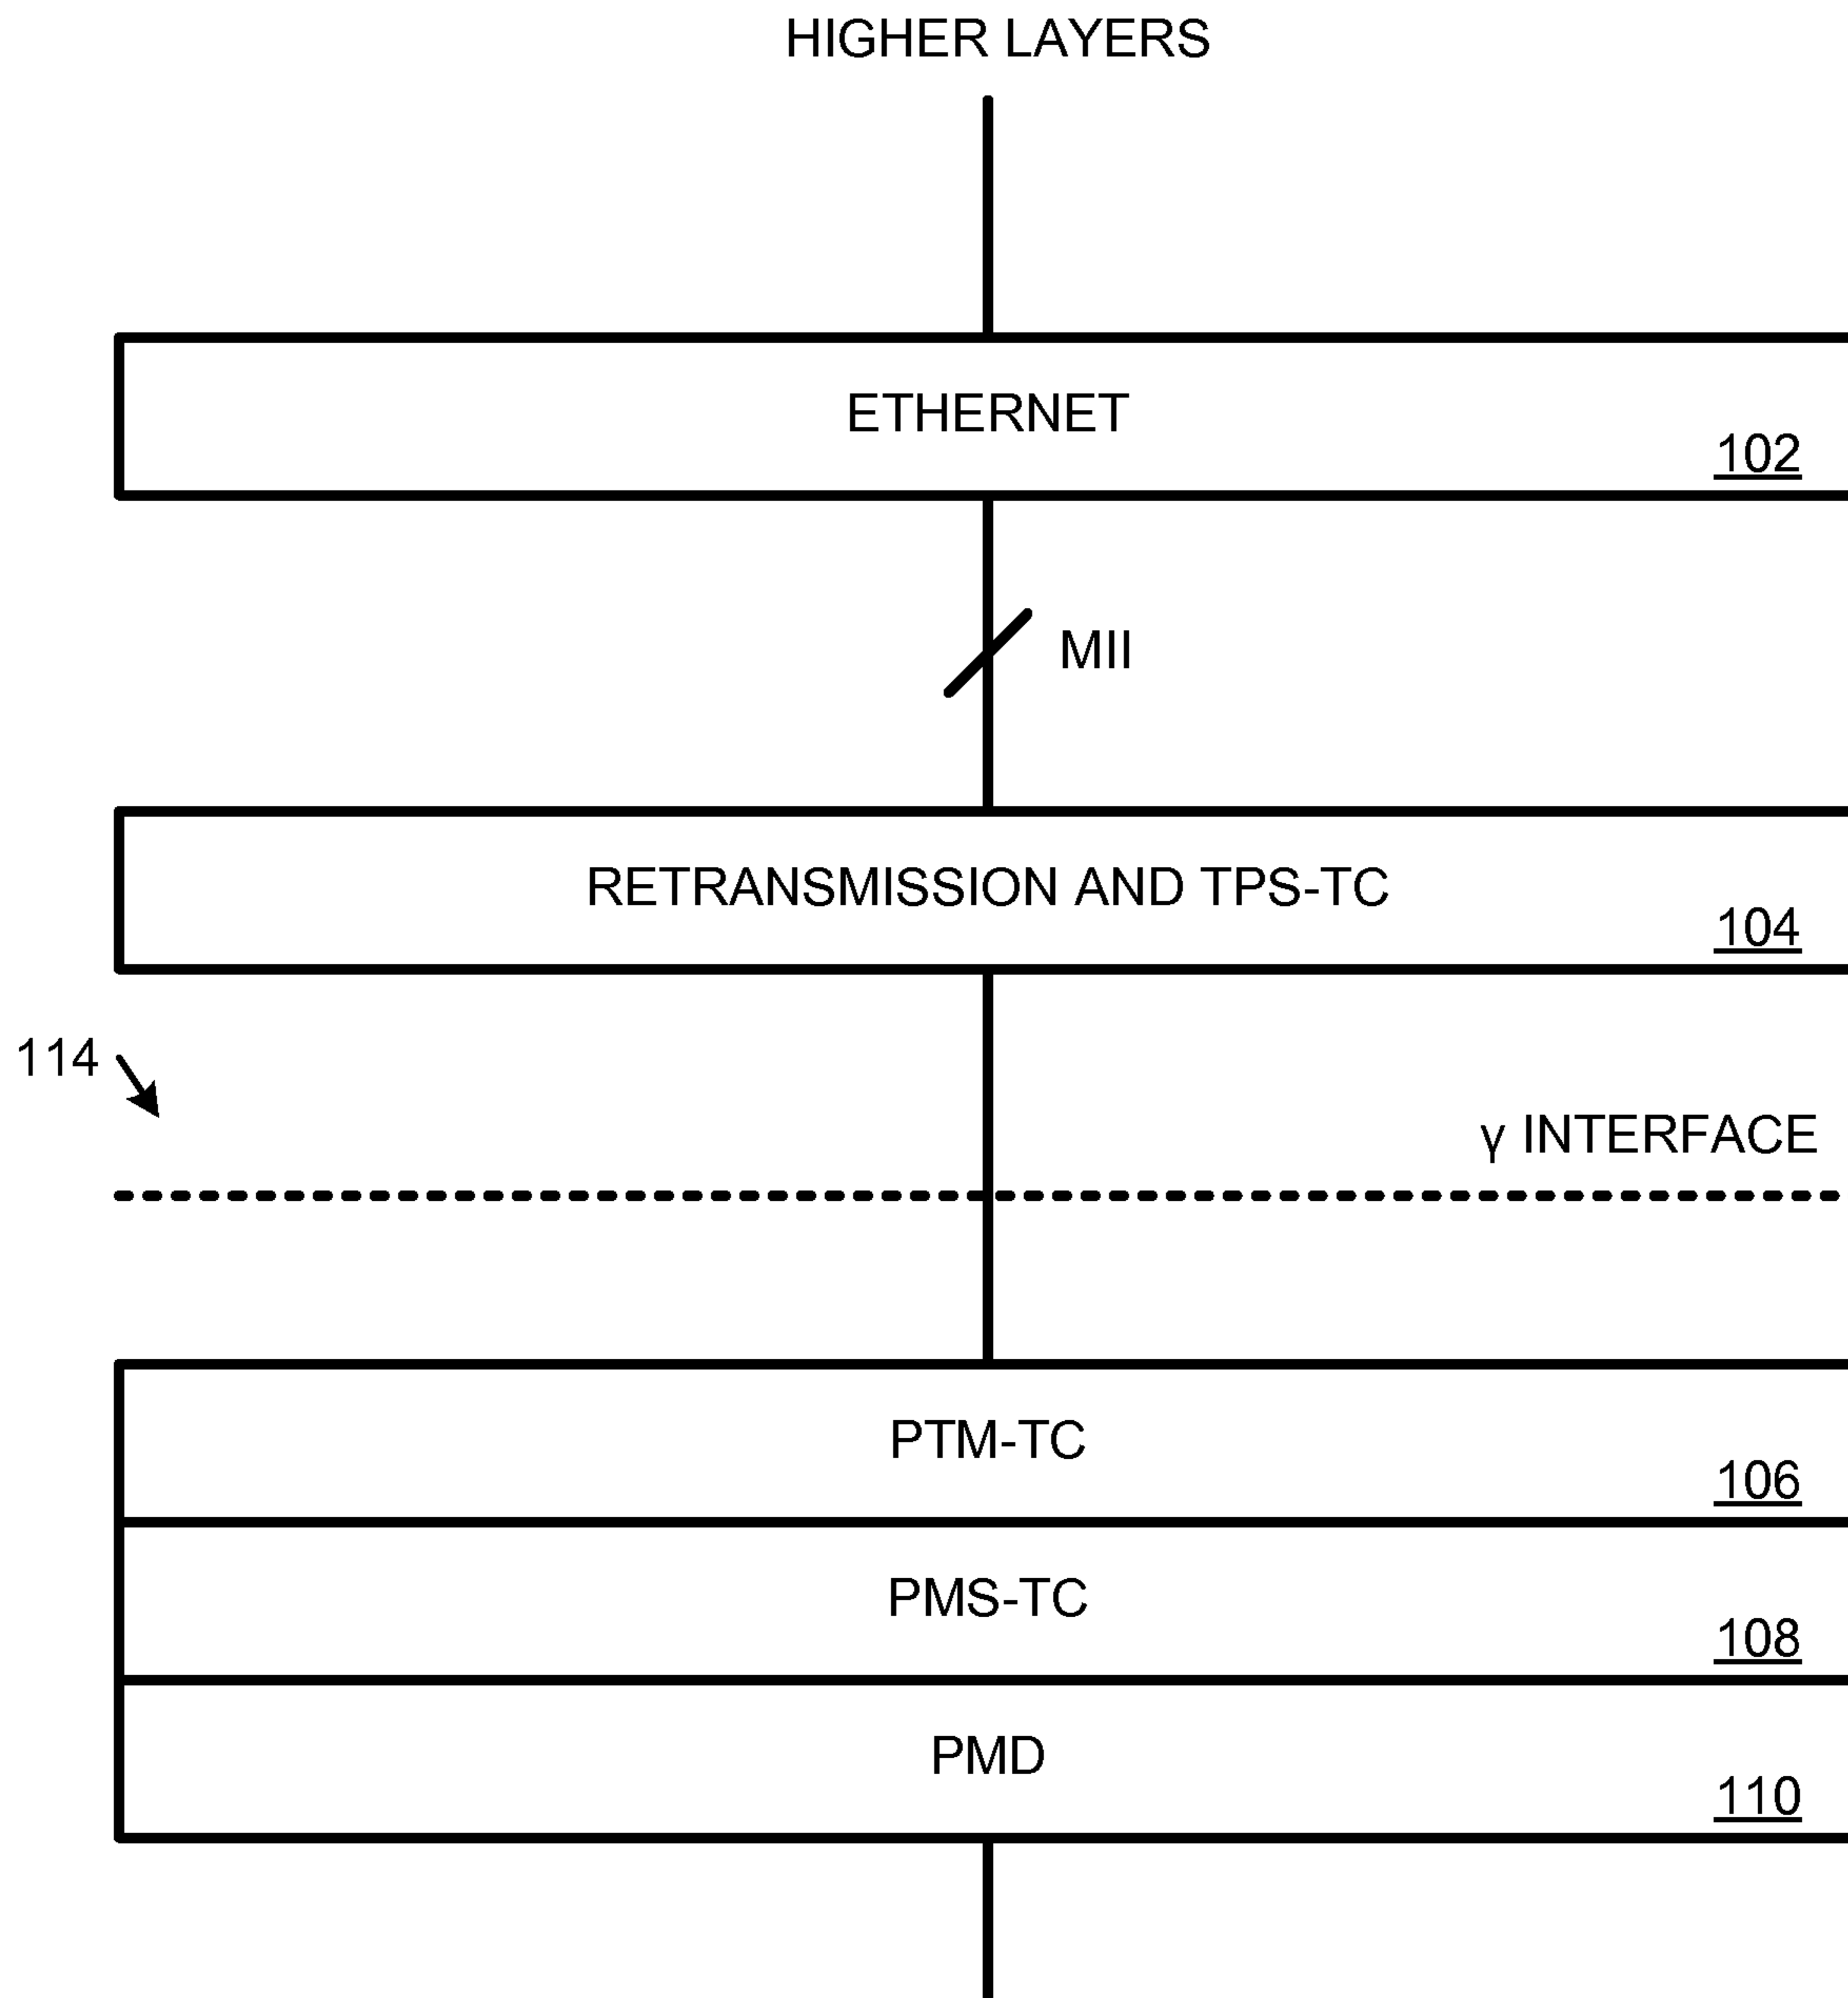 HIGHER LAYERS
ETHERNET
102
MII
RETRANSMISSION AND TPS-TC
104
114
γ INTERFACE
PTM-TC
106
PMS-TC
108
PMD
110